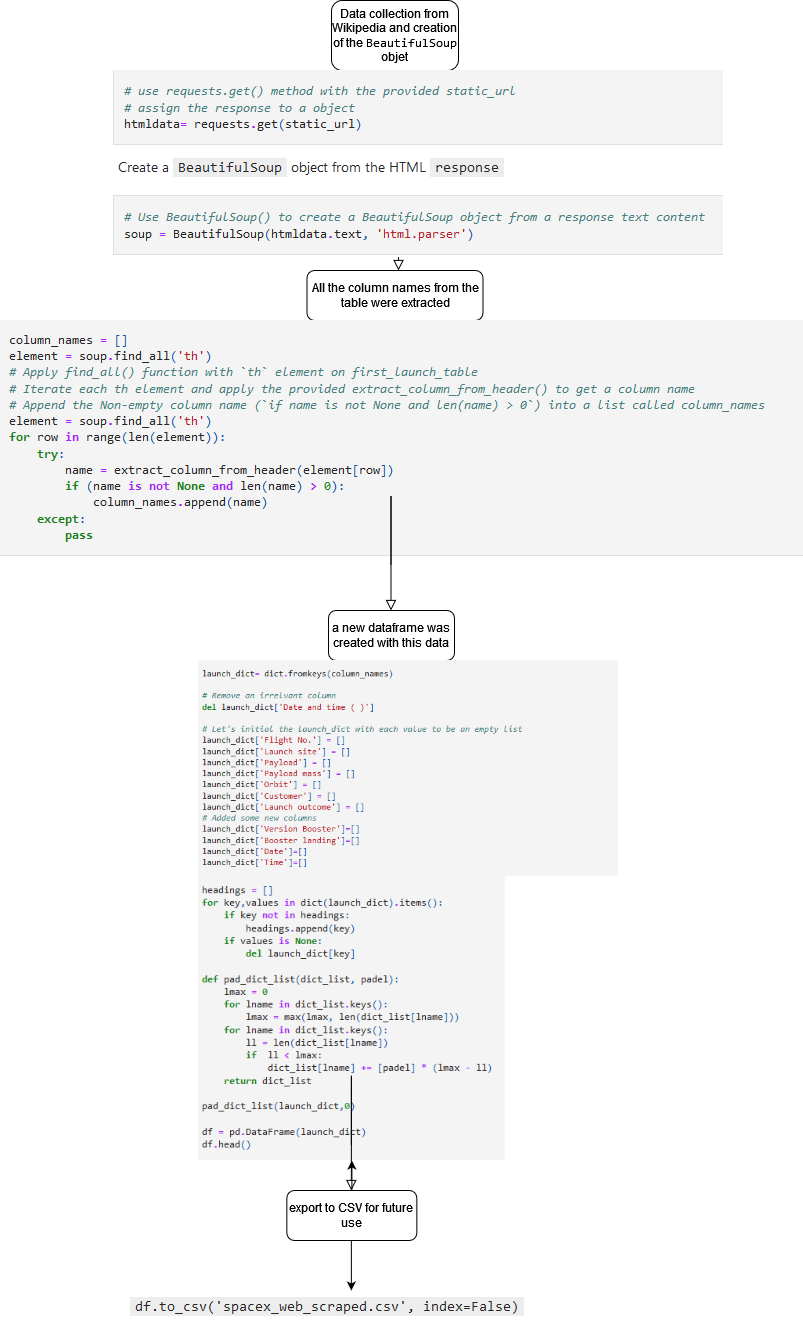 Data collection from
Wikipedia and creation
of the BeautifulSoup
objet
# use requests.get() method with the provided static_url
# assign the response to a object
htmldata= requests.get(static_url)
Create a BeautifulSoup object from the HTML response
# Use BeautifulSoup() to create a BeautifulSoup object from a response text content
soup = BeautifulSoup(htmldata.text, 'html.parser')
All the column names from the
table were extracted
column_names = []
element = soup.find_all('th')
# Apply find_all() function with `th` element on first_launch_table
# Iterate each th element and apply the provided extract_column_from_header() to get a column name
# Append the Non-empty column name (`if name is not None and len(name) > 0`) into a list called column_names
element = soup.find_all('th')
for row in range(len(element)):
    try:
        name = extract_column_from_header(element[row])
        if (name is not None and len(name) > 0):
            column_names.append(name)
    except:
        pass
a new dataframe was
created with this data
launch_dict= dict.fromkeys(column_names)
# Remove an irrelvant column
del launch_dict['Date and time ( )']
# Let's initial the launch_dict with each value to be an empty list
launch_dict['Flight No.'] = []
launch_dict['Launch site'] = []
launch_dict['Payload'] = []
launch_dict['Payload mass'] = []
launch_dict['Orbit'] = []
launch_dict['Customer'] = []
launch_dict['Launch outcome'] = []
# Added some new columns
launch_dict['Version Booster']=[]
launch_dict['Booster landing']=[]
launch_dict['Date']=[]
launch_dict['Time']=[]
headings = []
for key,values in dict(launch_dict).items():
    if key not in headings:
        headings.append(key)
    if values is None:
        del launch_dict[key]
def pad_dict_list(dict_list, padel):
    lmax = 0
    for lname in dict_list.keys():
        lmax = max(lmax, len(dict_list[lname]))
    for lname in dict_list.keys():
        ll = len(dict_list[lname])
        if  ll < lmax:
            dict_list[lname] += [padel] * (lmax - ll)
    return dict_list
pad_dict_list(launch_dict,0)
df = pd.DataFrame(launch_dict)
df.head()
export to CSV for future
use
df.to_csv('spacex_web_scraped.csv', index=False)